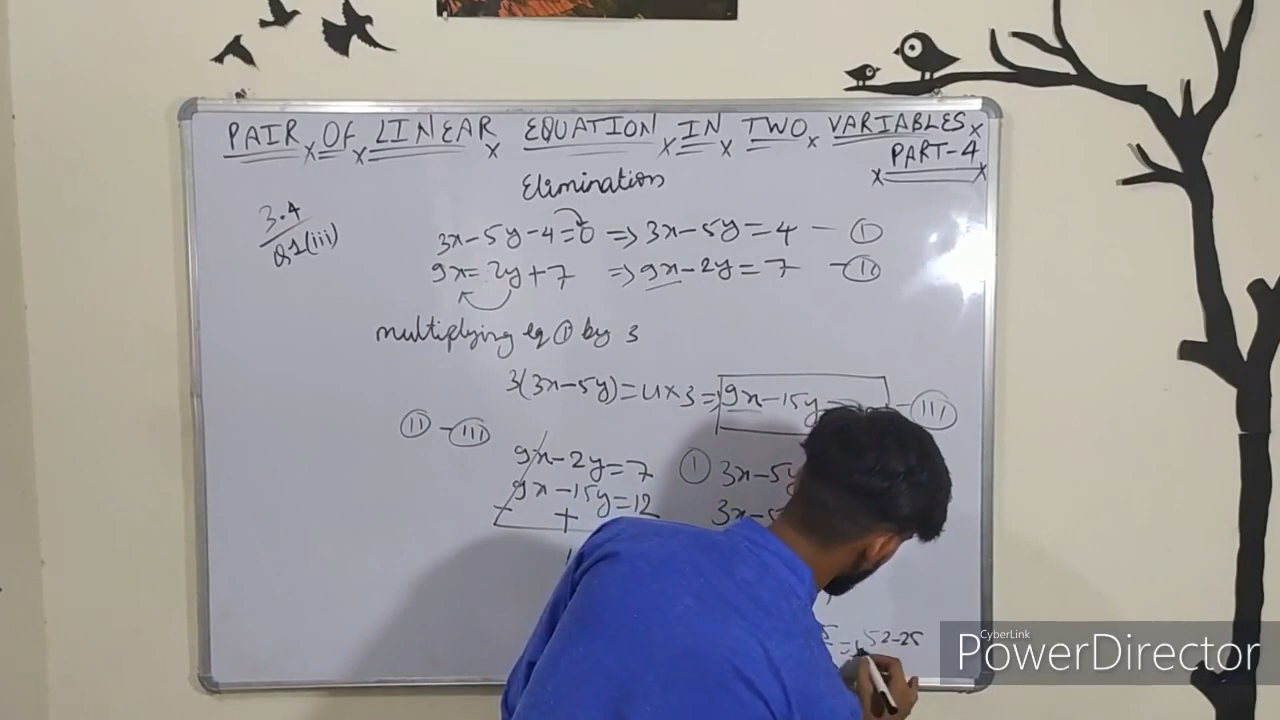 PAIR OF LINEAR EQUATION IN TWO VARIABLES
PART-4
Elimination
3.4
Q1(iii)
3x-5y-4=0 => 3x-5y=4 - (I)
9x=2y+7 => 9x-2y=7 - (II)
multiplying eq (I) by 3
3(3x-5y)=4×3=> 9x-15y - (III)
(II) - (III)
9x-2y=7
9x-15y=12
- +
(I) 3x-5y
3x-5
= 52-25
CyberLink
PowerDirector